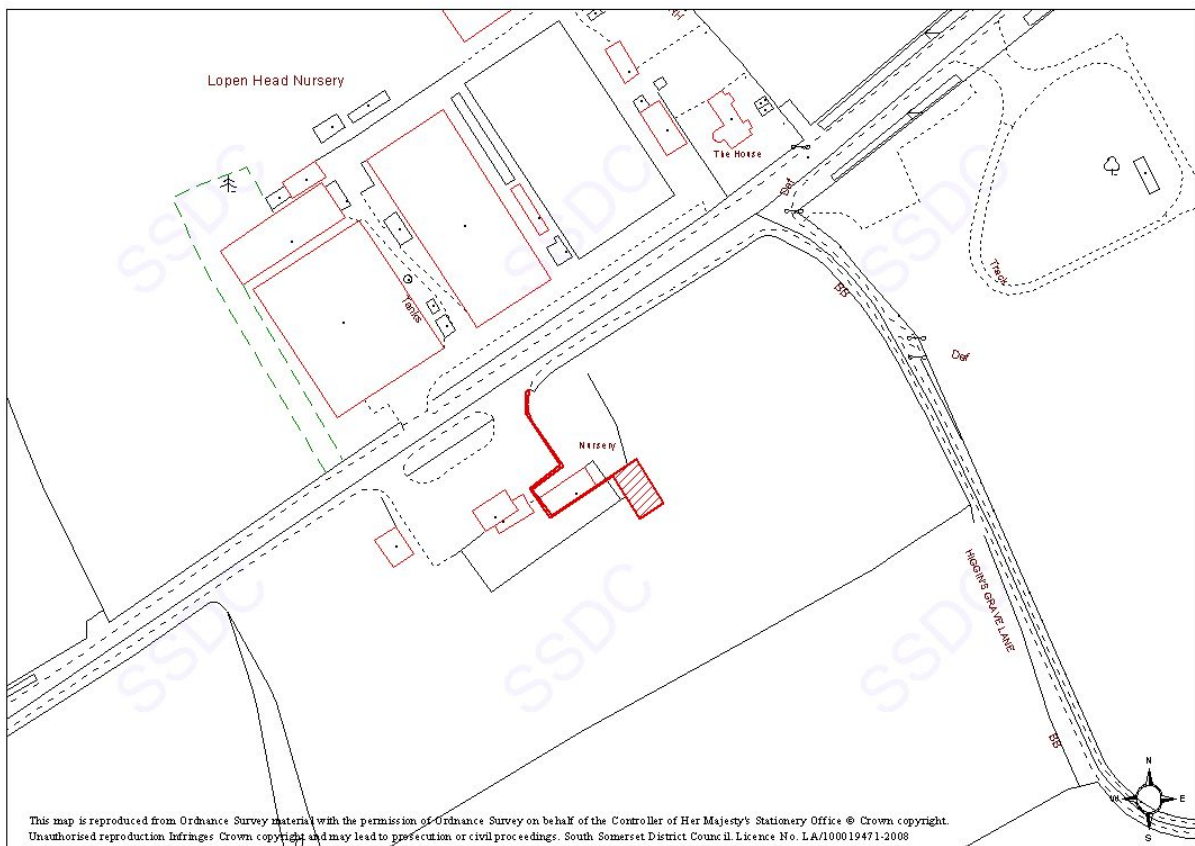 RH
Lopen Head Nursery
The House
Def
Track
BB
Tanks
Def
Nursery
HIGGIN'S GRAVE LANE
BB
SSDC
SSDC
SSDC
SSDC
SSDC
SSDC
N
W
E
S
This map is reproduced from Ordnance Survey material with the permission of Ordnance Survey on behalf of the Controller of Her Majesty's Stationery Office © Crown copyright.
Unauthorised reproduction Infringes Crown copyright and may lead to prosecution or civil proceedings. South Somerset District Council. Licence No. LA/100019471-2008